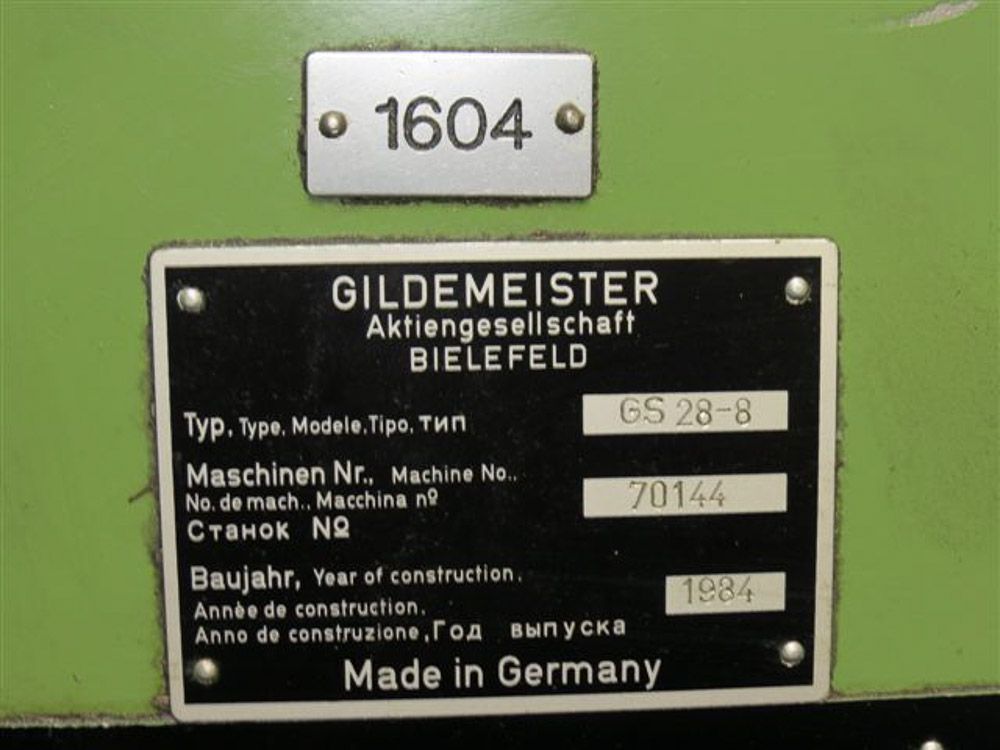 1604
GILDEMEISTER
Aktiengesellschaft
BIELEFELD
Typ, Type, Modele, Tipo, тип GS 28-8
Maschinen Nr., Machine No..
No. de mach., Macchina nº
Станок № 70144
Baujahr, Year of construction. 1984
Annèe de construction.
Anno de construzione, Год выпуска
Made in Germany